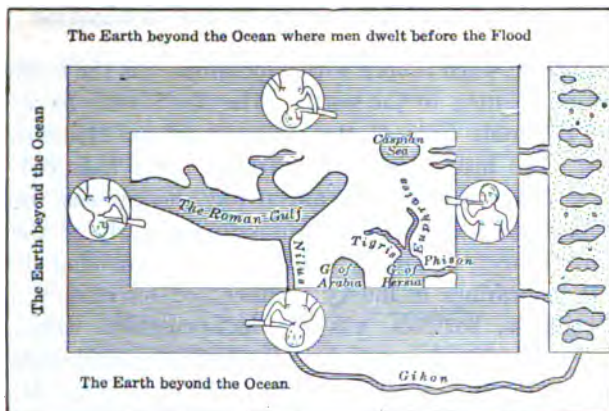 The Earth beyond the Ocean where men dwelt before the Flood
The Earth beyond the Ocean
Caspian
Sea
The Roman Gulf
Euphrates
Tigris
Nilus
Phison
G. of
Arabia
G. of
Persia
Gihon
The Earth beyond the Ocean